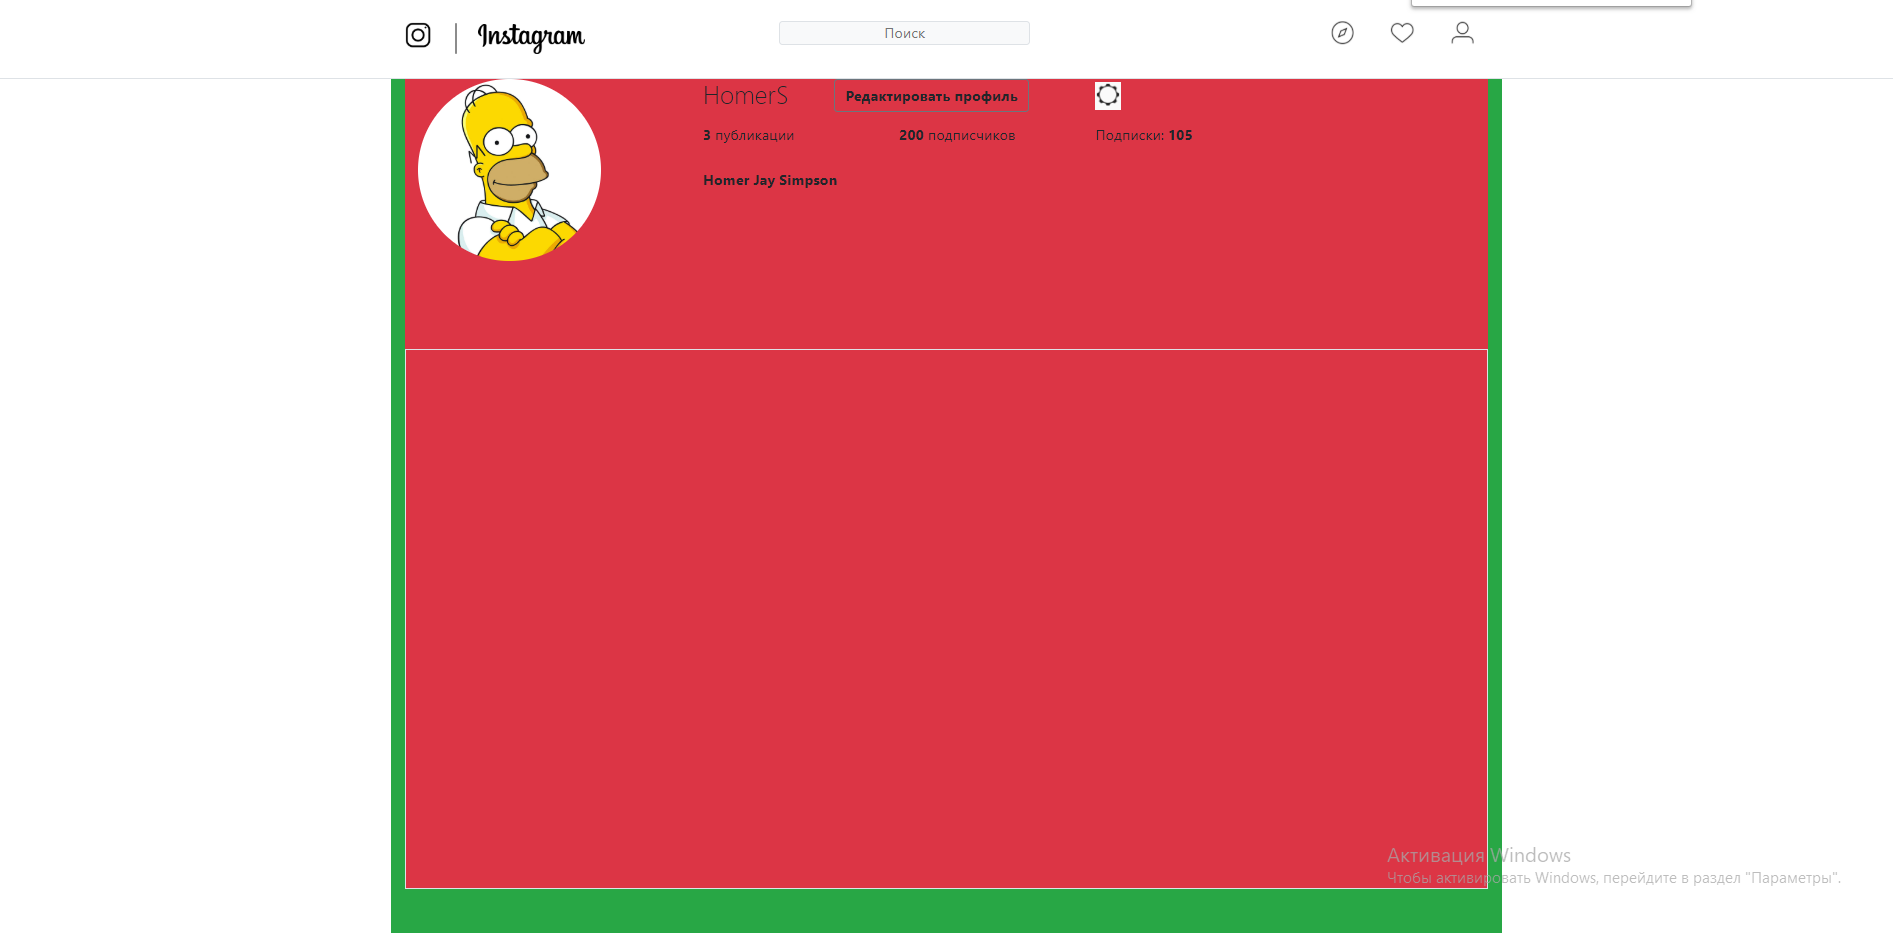 Instagram
Поиск
HomerS
Редактировать профиль
3 публикации
200 подписчиков
Подписки: 105
Homer Jay Simpson
Активация Windows
Чтобы активировать Windows, перейдите в раздел "Параметры".